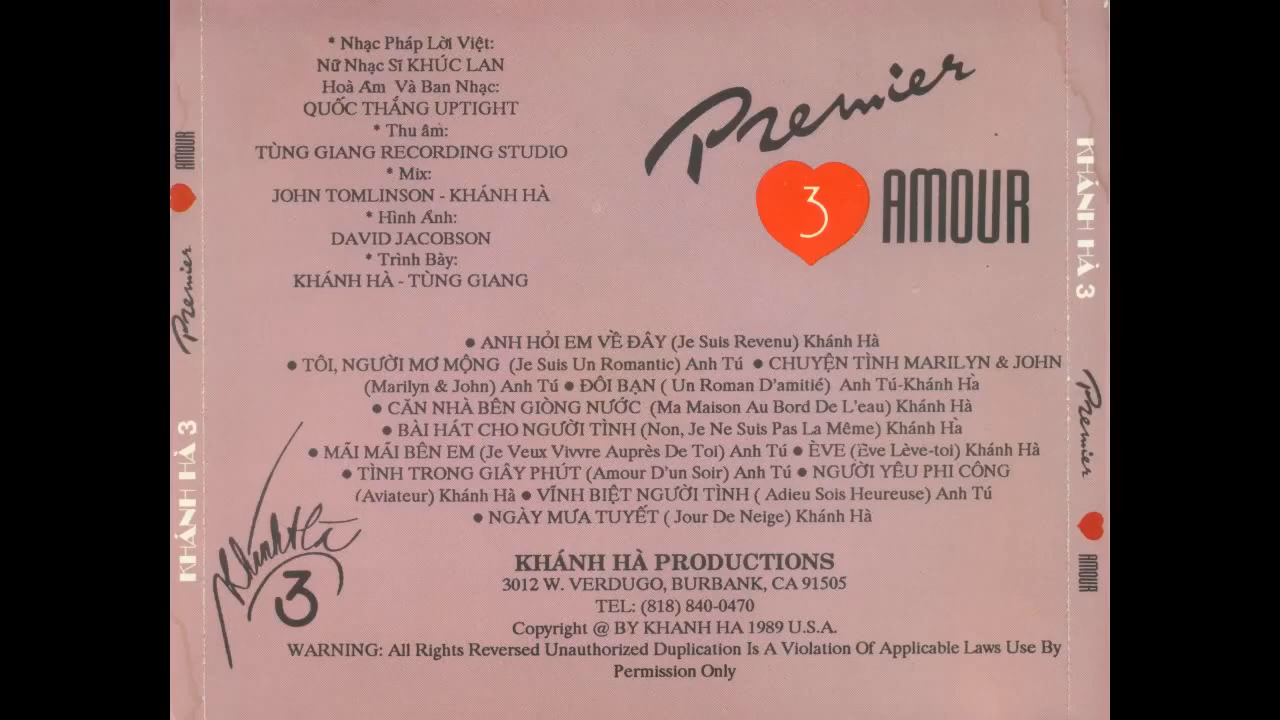 * Nhạc Pháp Lời Việt:
Nữ Nhạc Sĩ KHÚC LAN
Hoà Âm Và Ban Nhạc:
QUỐC THẮNG UPTIGHT
* Thu âm:
TÙNG GIANG RECORDING STUDIO
* Mix:
JOHN TOMLINSON - KHÁNH HÀ
* Hình Ảnh:
DAVID JACOBSON
* Trình Bày:
KHÁNH HÀ - TÙNG GIANG
Premier
3 AMOUR
● ANH HỎI EM VỀ ĐÂY (Je Suis Revenu) Khánh Hà
● TÔI, NGƯỜI MƠ MỘNG (Je Suis Un Romantic) Anh Tú ● CHUYỆN TÌNH MARILYN & JOHN
(Marilyn & John) Anh Tú ● ĐÔI BẠN ( Un Roman D'amitié) Anh Tú-Khánh Hà
● CĂN NHÀ BÊN GIÒNG NƯỚC (Ma Maison Au Bord De L'eau) Khánh Hà
● BÀI HÁT CHO NGƯỜI TÌNH (Non, Je Ne Suis Pas La Même) Khánh Hà
● MÃI MÃI BÊN EM (Je Veux Vivvre Auprès De Toi) Anh Tú ● ÈVE (Eve Lève-toi) Khánh Hà
● TÌNH TRONG GIÂY PHÚT (Amour D'un Soir) Anh Tú ● NGƯỜI YÊU PHI CÔNG
(Aviateur) Khánh Hà ● VĨNH BIỆT NGƯỜI TÌNH ( Adieu Sois Heureuse) Anh Tú
● NGÀY MƯA TUYẾT ( Jour De Neige) Khánh Hà
Khánh Hà
3
KHÁNH HÀ PRODUCTIONS
3012 W. VERDUGO, BURBANK, CA 91505
TEL: (818) 840-0470
Copyright @ BY KHANH HA 1989 U.S.A.
WARNING: All Rights Reversed Unauthorized Duplication Is A Violation Of Applicable Laws Use By
Permission Only
KHÁNH HÀ 3 Premier AMOUR
KHÁNH HÀ 3 Premier AMOUR